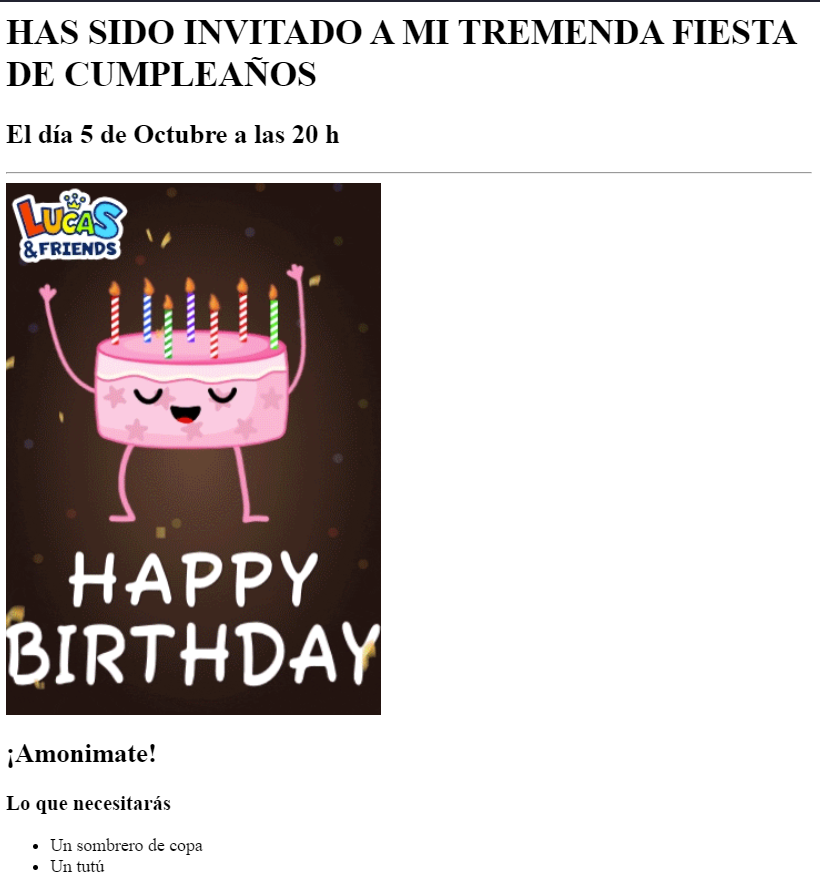 HAS SIDO INVITADO A MI TREMENDA FIESTA
DE CUMPLEAÑOS
El día 5 de Octubre a las 20 h
LUCAS
&FRIENDS
HAPPY
BIRTHDAY
¡Amonimate!
Lo que necesitarás
Un sombrero de copa
Un tutú